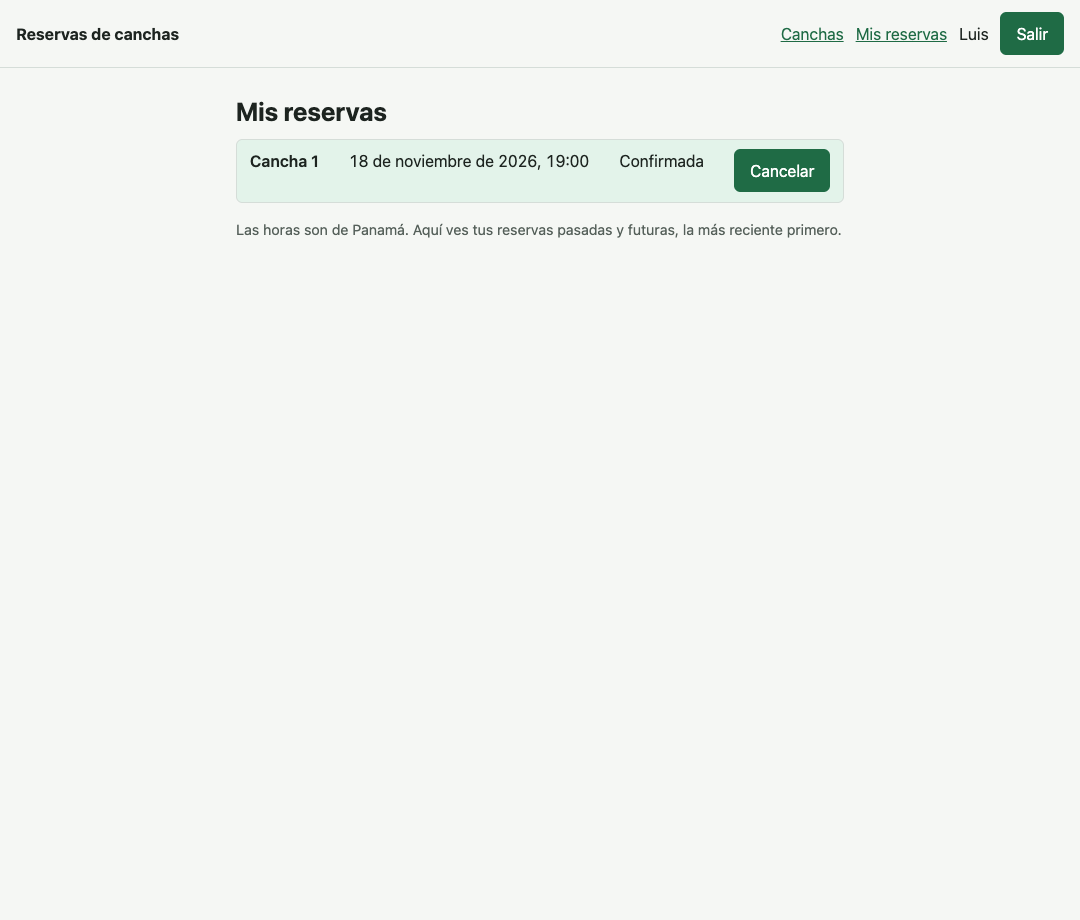 Reservas de canchas Canchas Mis reservas Luis Salir
Mis reservas
Cancha 1 18 de noviembre de 2026, 19:00 Confirmada Cancelar
Las horas son de Panamá. Aquí ves tus reservas pasadas y futuras, la más reciente primero.